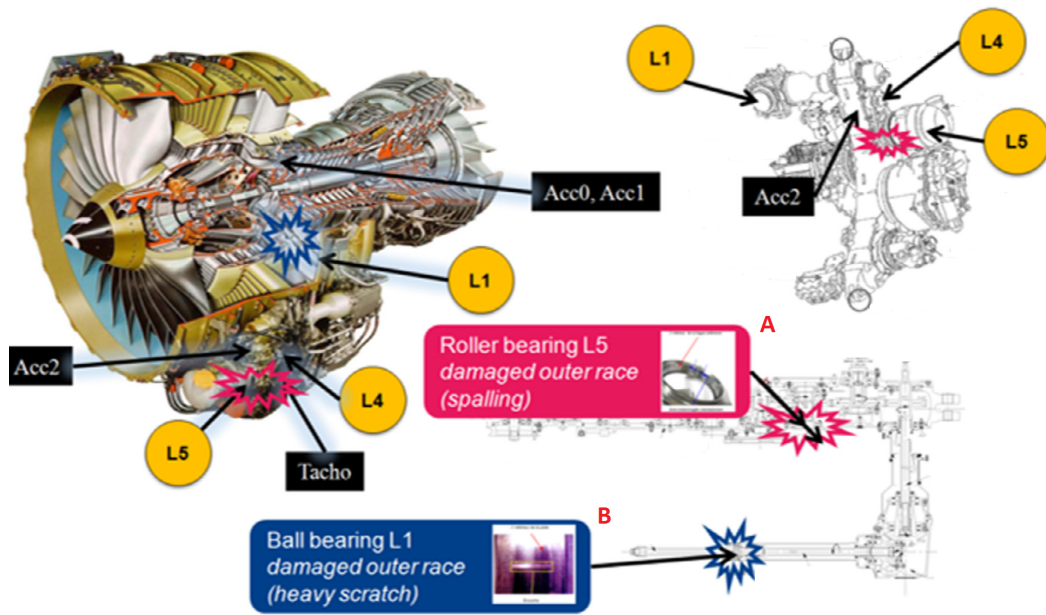 L1
L4
L5
Acc2
Acc0, Acc1
L1
Acc2
L4
L5
Tacho
A
Roller bearing L5
damaged outer race
(spalling)
B
Ball bearing L1
damaged outer race
(heavy scratch)